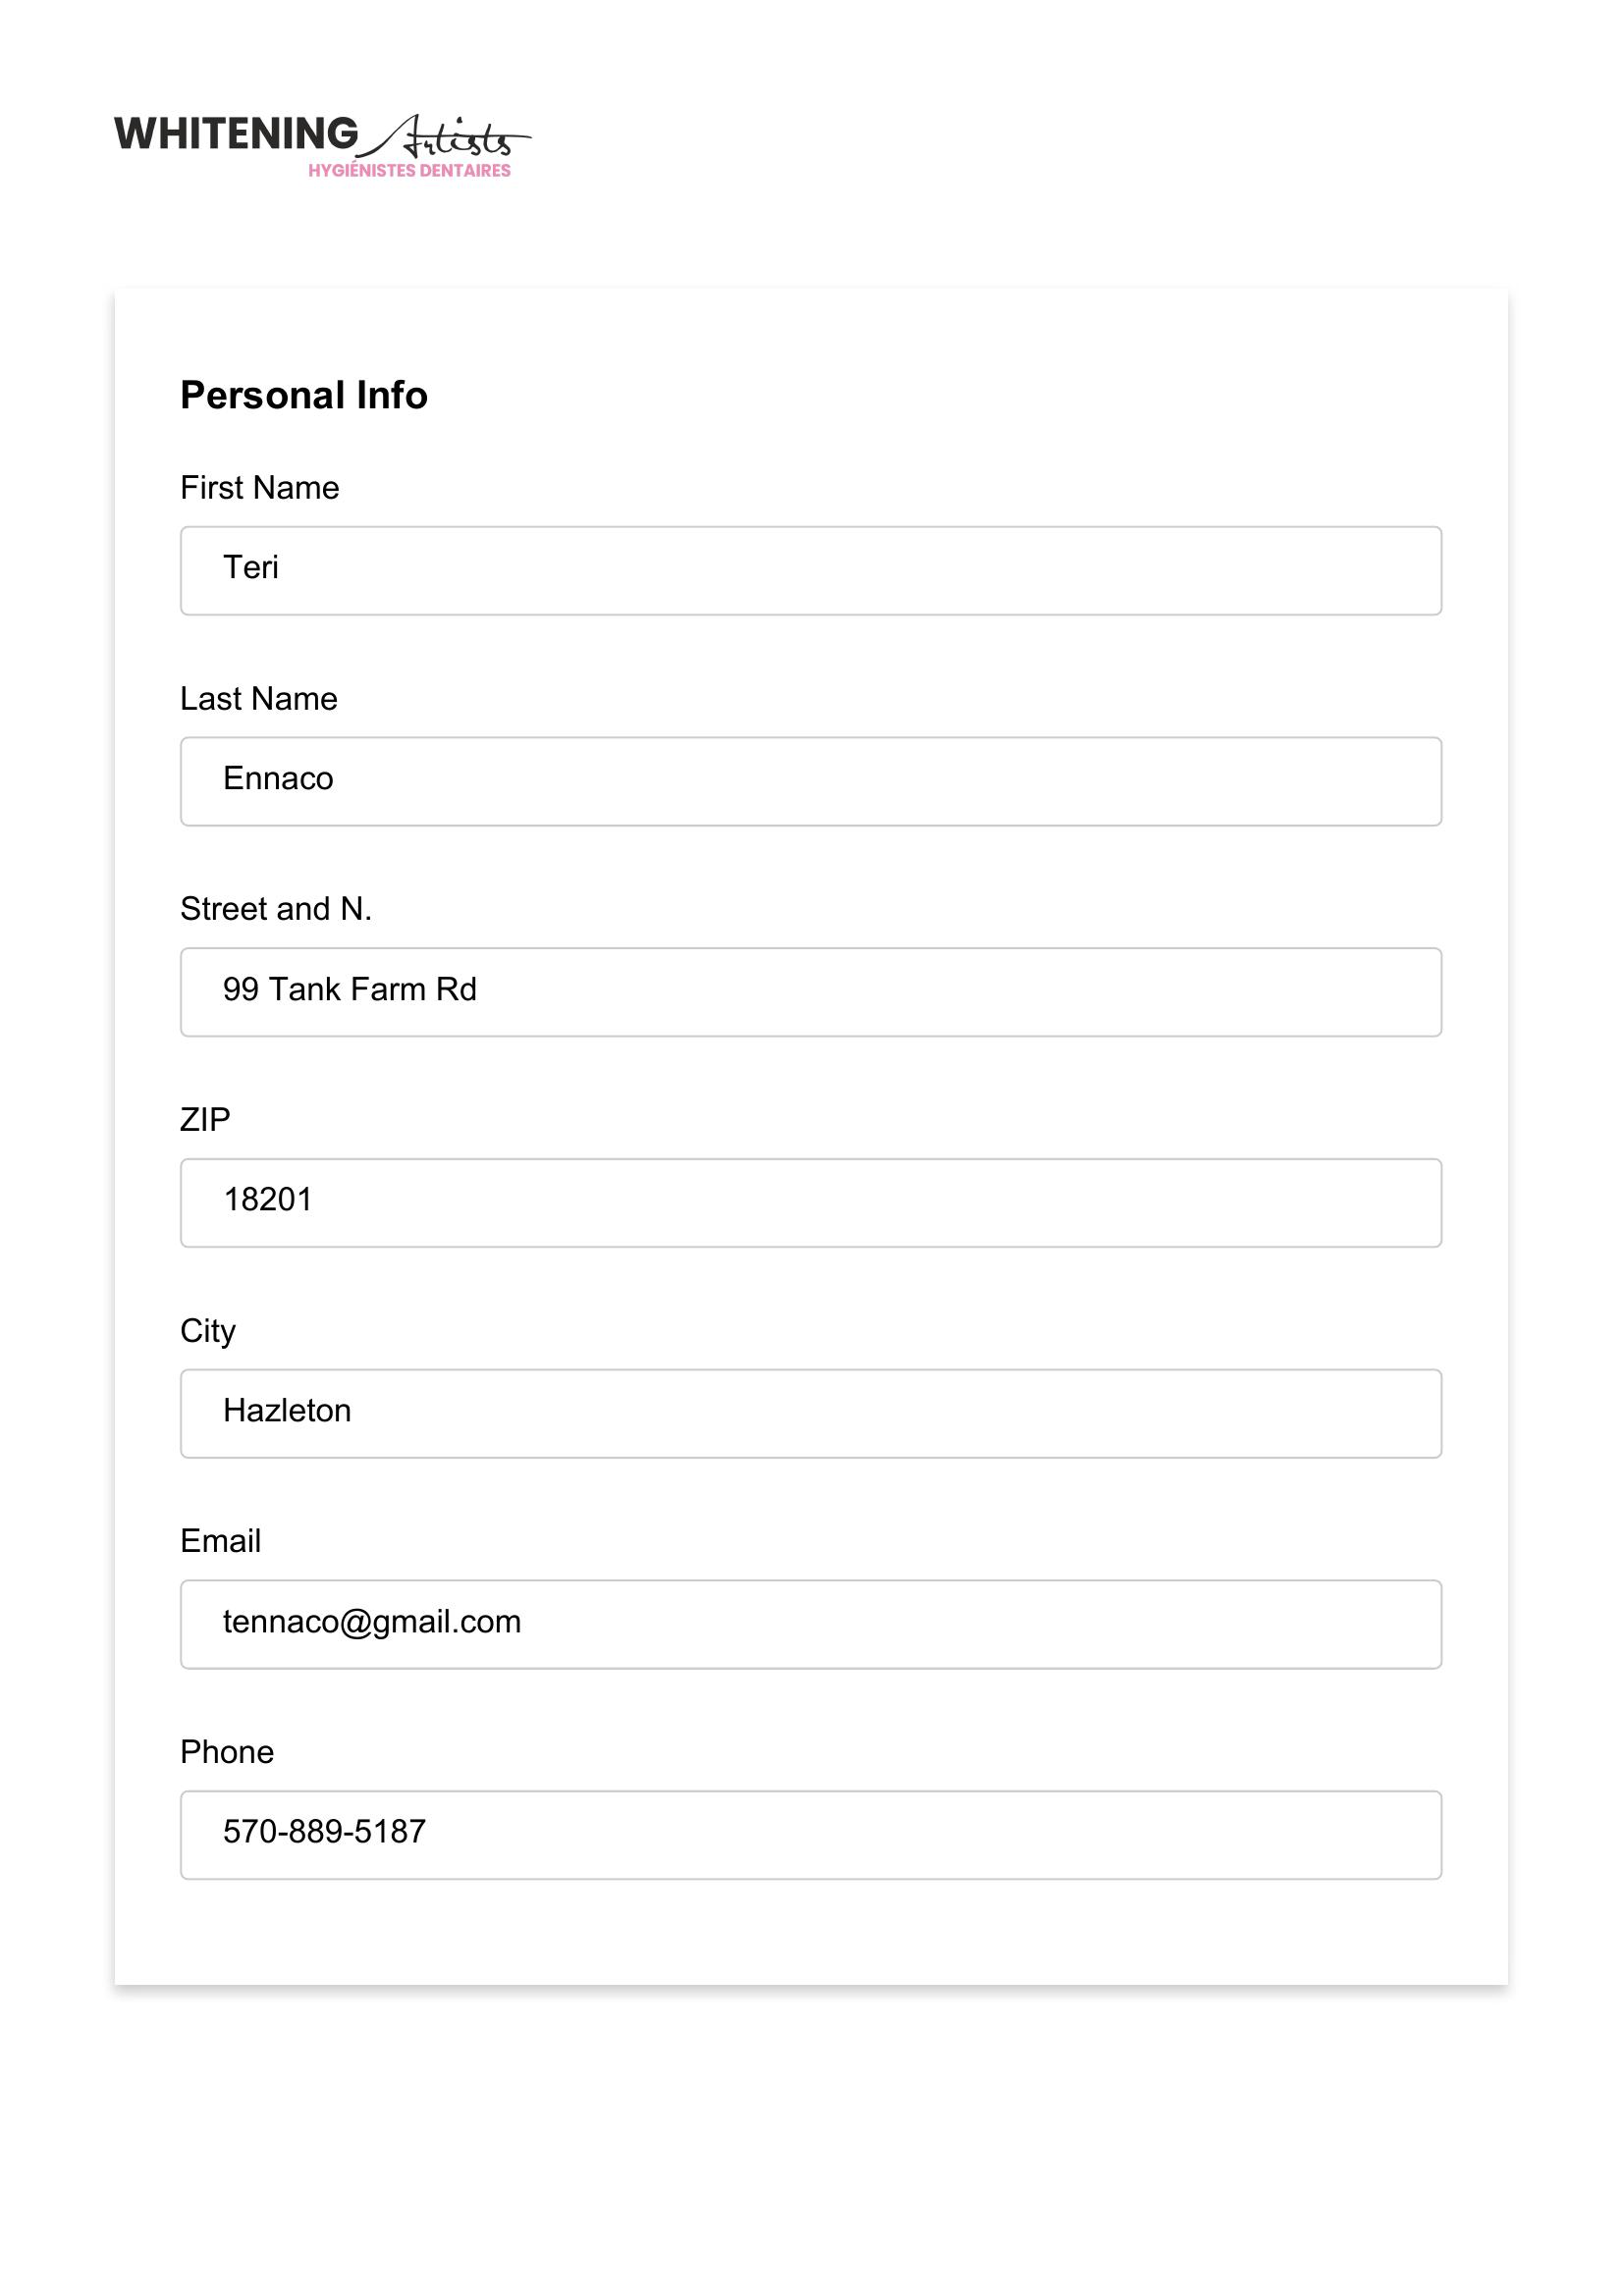 WHITENING Artists
HYGIÉNISTES DENTAIRES
Personal Info
First Name
Teri
Last Name
Ennaco
Street and N.
99 Tank Farm Rd
ZIP
18201
City
Hazleton
Email
tennaco@gmail.com
Phone
570-889-5187